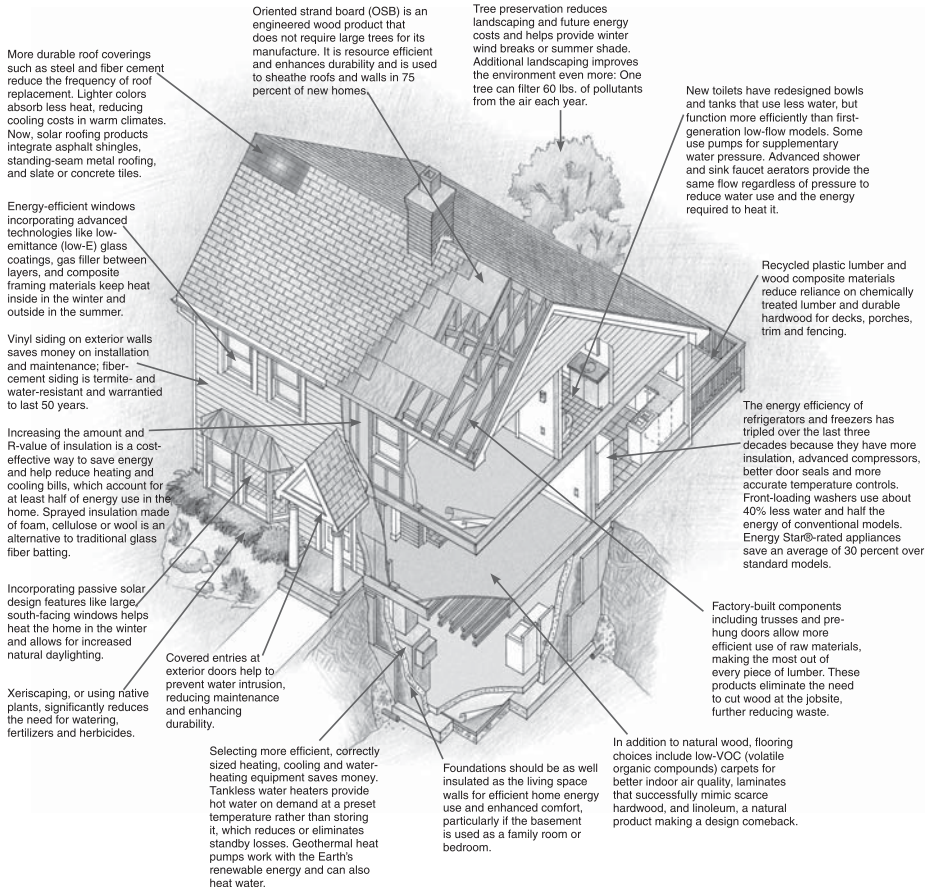 Oriented strand board (OSB) is an
engineered wood product that
does not require large trees for its
manufacture. It is resource efficient
and enhances durability and is used
to sheathe roofs and walls in 75
percent of new homes.
Tree preservation reduces
landscaping and future energy
costs and helps provide winter
wind breaks or summer shade.
Additional landscaping improves
the environment even more: One
tree can filter 60 lbs. of pollutants
from the air each year.
More durable roof coverings
such as steel and fiber cement
reduce the frequency of roof
replacement. Lighter colors
absorb less heat, reducing
cooling costs in warm climates.
Now, solar roofing products
integrate asphalt shingles,
standing-seam metal roofing,
and slate or concrete tiles.
New toilets have redesigned bowls
and tanks that use less water, but
function more efficiently than first-
generation low-flow models. Some
use pumps for supplementary
water pressure. Advanced shower
and sink faucet aerators provide the
same flow regardless of pressure to
reduce water use and the energy
required to heat it.
Energy-efficient windows
incorporating advanced
technologies like low-
emittance (low-E) glass
coatings, gas filler between
layers, and composite
framing materials keep heat
inside in the winter and
outside in the summer.
Recycled plastic lumber and
wood composite materials
reduce reliance on chemically
treated lumber and durable
hardwood for decks, porches,
trim and fencing.
Vinyl siding on exterior walls
saves money on installation
and maintenance; fiber-
cement siding is termite- and
water-resistant and warrantied
to last 50 years.
The energy efficiency of
refrigerators and freezers has
tripled over the last three
decades because they have more
insulation, advanced compressors,
better door seals and more
accurate temperature controls.
Front-loading washers use about
40% less water and half the
energy of conventional models.
Energy Star®-rated appliances
save an average of 30 percent over
standard models.
Increasing the amount and
R-value of insulation is a cost-
effective way to save energy
and help reduce heating and
cooling bills, which account for
at least half of energy use in the
home. Sprayed insulation made
of foam, cellulose or wool is an
alternative to traditional glass
fiber batting.
Incorporating passive solar
design features like large,
south-facing windows helps
heat the home in the winter
and allows for increased
natural daylighting.
Factory-built components
including trusses and pre-
hung doors allow more
efficient use of raw materials,
making the most out of
every piece of lumber. These
products eliminate the need
to cut wood at the jobsite,
further reducing waste.
Covered entries at
exterior doors help to
prevent water intrusion,
reducing maintenance
and enhancing
durability.
Xeriscaping, or using native
plants, significantly reduces
the need for watering,
fertilizers and herbicides.
Selecting more efficient, correctly
sized heating, cooling and water-
heating equipment saves money.
Tankless water heaters provide
hot water on demand at a preset
temperature rather than storing
it, which reduces or eliminates
standby losses. Geothermal heat
pumps work with the Earth's
renewable energy and can also
heat water.
Foundations should be as well
insulated as the living space
walls for efficient home energy
use and enhanced comfort,
particularly if the basement
is used as a family room or
bedroom.
In addition to natural wood, flooring
choices include low-VOC (volatile
organic compounds) carpets for
better indoor air quality, laminates
that successfully mimic scarce
hardwood, and linoleum, a natural
product making a design comeback.